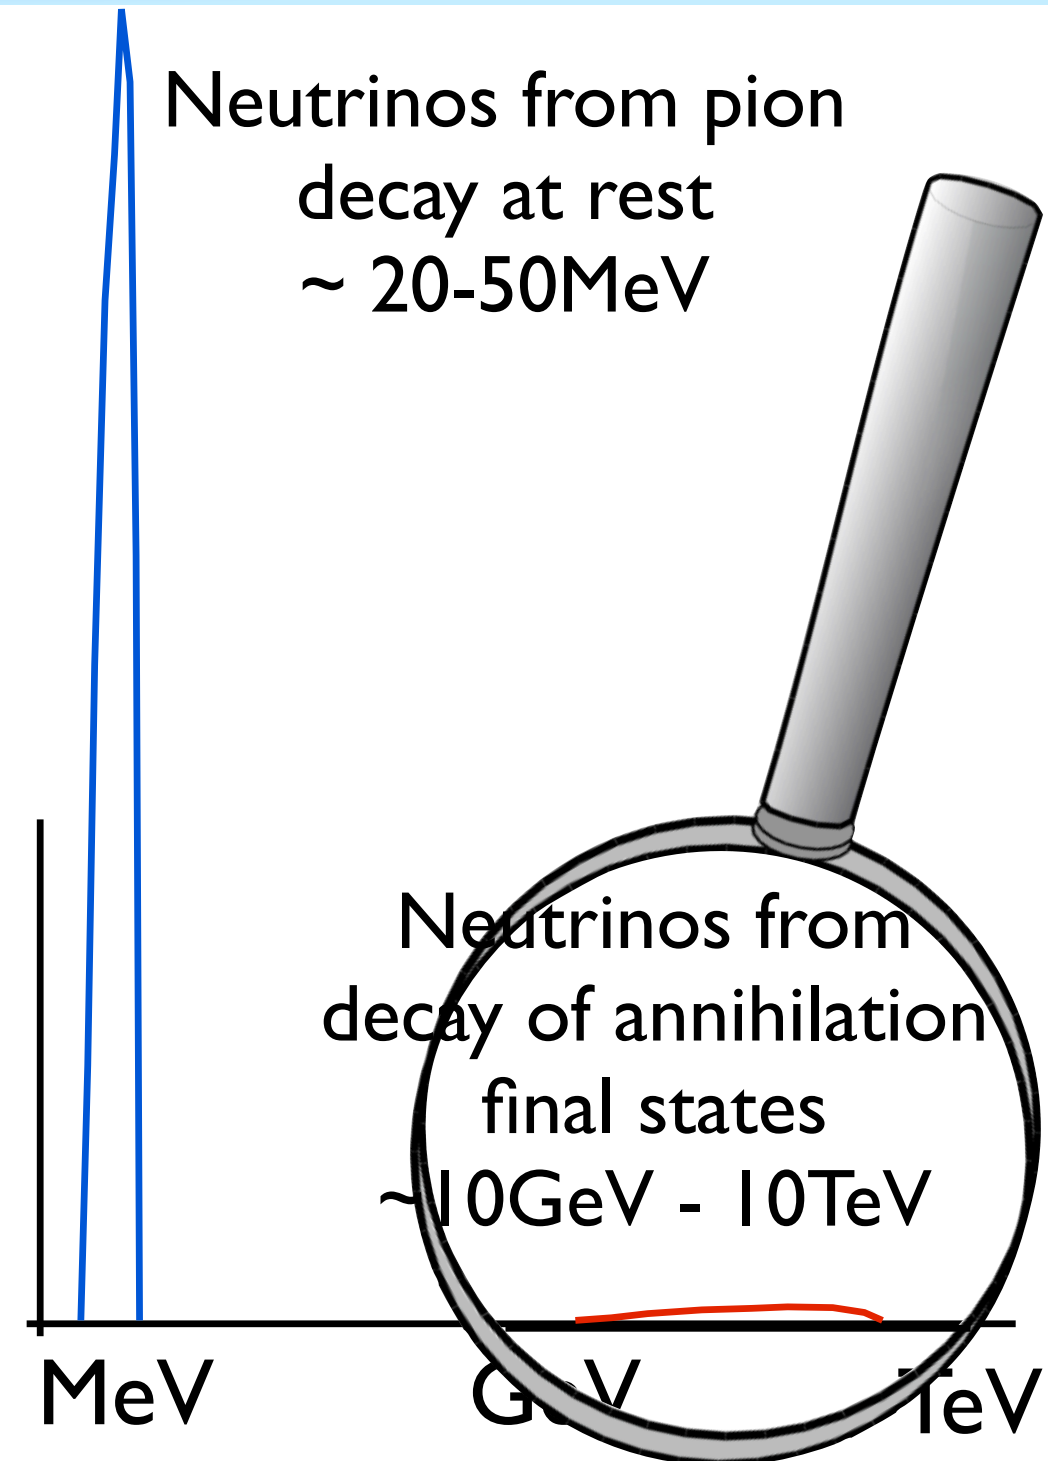 Neutrinos from pion
decay at rest
~ 20-50MeV
Neutrinos from
decay of annihilation
final states
~10GeV - 10TeV
MeV
GeV
TeV